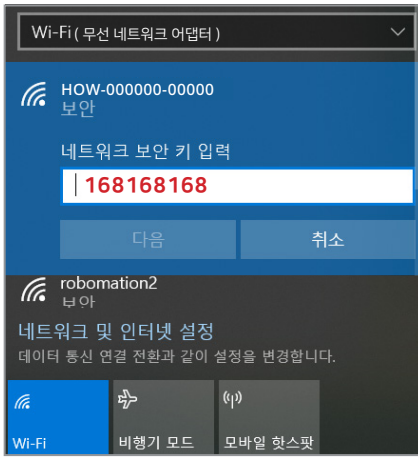 Wi-Fi ( 무선 네트워크 어댑터 )
HOW-000000-00000
보안
네트워크 보안 키 입력
168168168
다음
취소
robomation2
보안
네트워크 및 인터넷 설정
데이터 통신 연결 전환과 같이 설정을 변경합니다.
Wi-Fi
비행기 모드
모바일 핫스팟